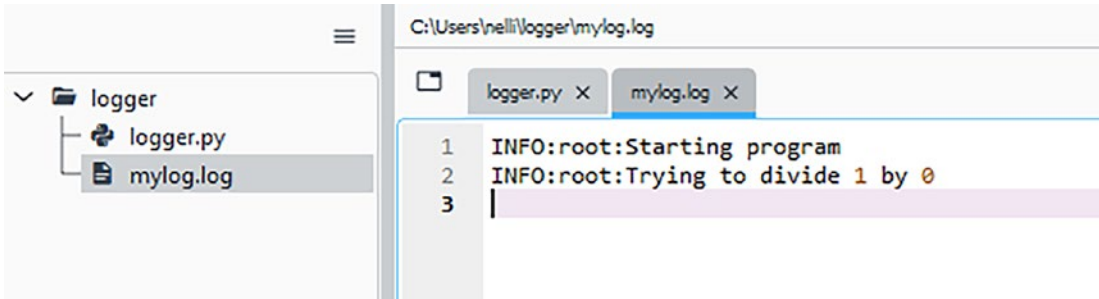 C:\Users\nelli\logger\mylog.log
logger
logger.py
mylog.log
logger.py
mylog.log
1 INFO:root:Starting program
2 INFO:root:Trying to divide 1 by 0
3